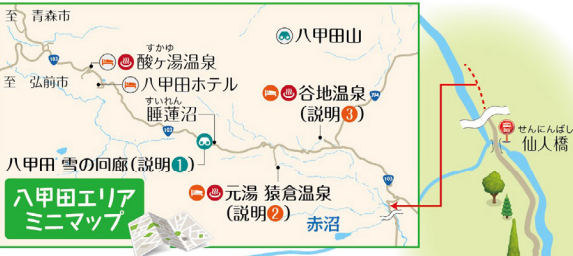 至 青森市
八甲田山
103
すかゆ
酸ヶ湯温泉
至 弘前市
八甲田ホテル
谷地温泉
(説明3)
394
すいれん
睡蓮沼
103
せんにんばし
仙人橋
八甲田 雪の回廊(説明1)
103
元湯 猿倉温泉
(説明2)
赤沼
八甲田エリア
ミニマップ